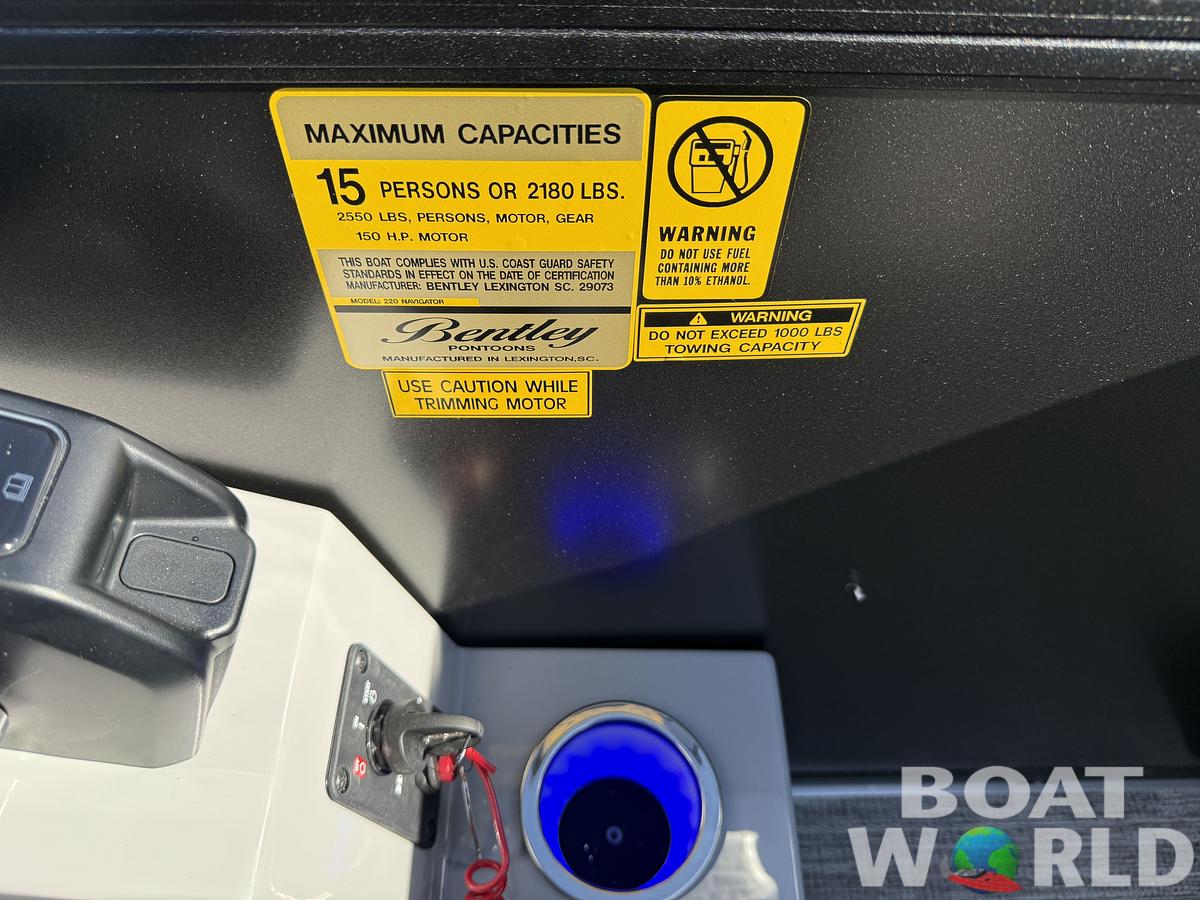 MAXIMUM CAPACITIES
15 PERSONS OR 2180 LBS.
2550 LBS, PERSONS, MOTOR, GEAR
150 H.P. MOTOR
THIS BOAT COMPLIES WITH U.S. COAST GUARD SAFETY
STANDARDS IN EFFECT ON THE DATE OF CERTIFICATION
MANUFACTURER: BENTLEY LEXINGTON SC. 29073
MODEL: 220 NAVIGATOR
Bentley
PONTOONS
MANUFACTURED IN LEXINGTON,SC.
USE CAUTION WHILE
TRIMMING MOTOR
WARNING
DO NOT USE FUEL
CONTAINING MORE
THAN 10% ETHANOL.
WARNING
DO NOT EXCEED 1000 LBS
TOWING CAPACITY
BOAT
WORLD